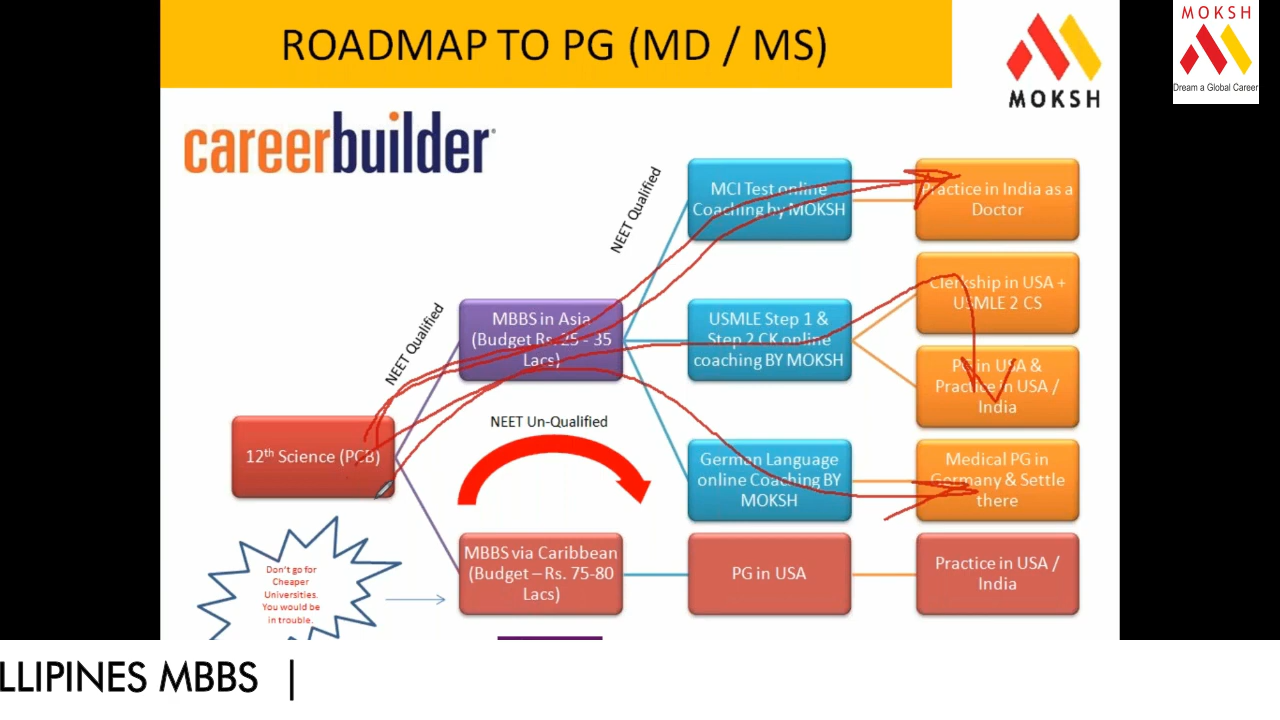 ROADMAP TO PG (MD / MS)
MOKSH
MOKSH
Dream a Global Career
careerbuilder
NEET Qualified
NEET Qualified
MCI Test online
Coaching by MOKSH
Practice in India as a
Doctor
Clerkship in USA +
USMLE 2 CS
MBBS in Asia
(Budget Rs. 25 - 35
Lacs)
USMLE Step 1 &
Step 2 CK online
coaching BY MOKSH
PG in USA &
Practice in USA /
India
NEET Un-Qualified
12th Science (PCB)
German Language
online Coaching BY
MOKSH
Medical PG in
Germany & Settle
there
MBBS via Caribbean
(Budget – Rs. 75-80
Lacs)
PG in USA
Practice in USA /
India
Don't go for
Cheaper
Universities.
You would be
in trouble.
LLIPINES MBBS |